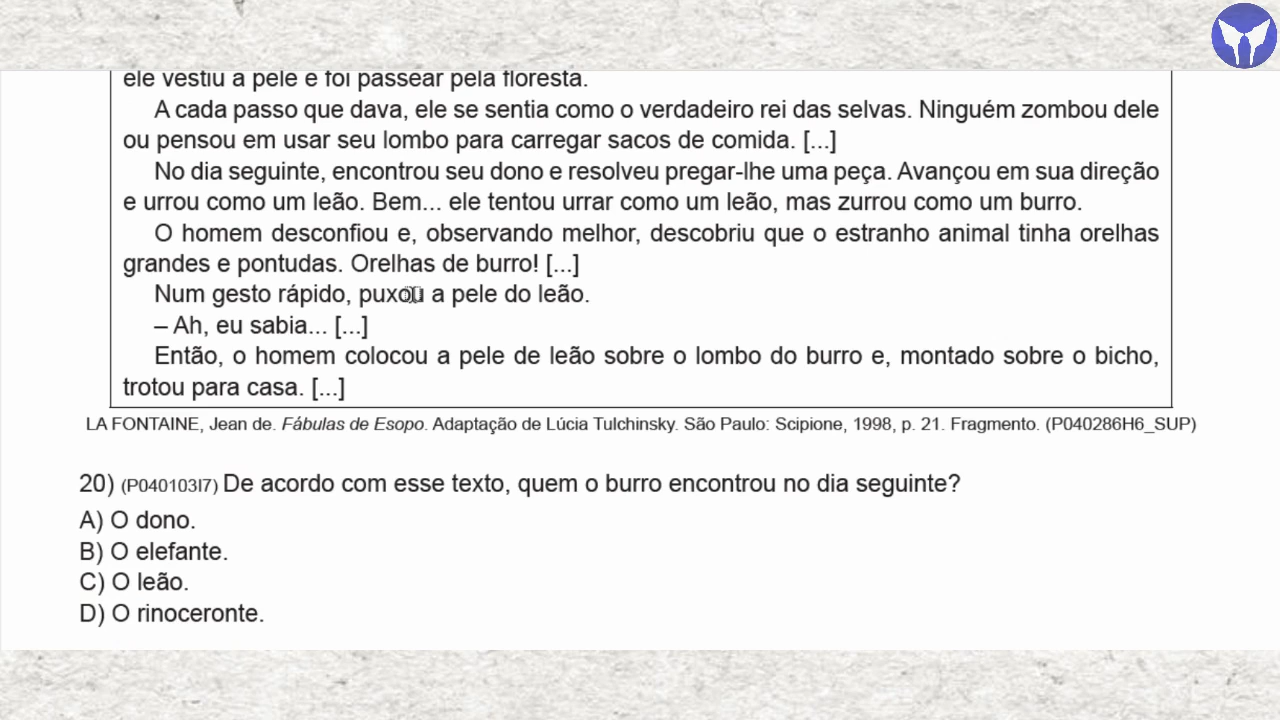 ele vestiu a pele e foi passear pela floresta.
A cada passo que dava, ele se sentia como o verdadeiro rei das selvas. Ninguém zombou dele
ou pensou em usar seu lombo para carregar sacos de comida. [...]
No dia seguinte, encontrou seu dono e resolveu pregar-lhe uma peça. Avançou em sua direção
e urrou como um leão. Bem... ele tentou urrar como um leão, mas zurrou como um burro.
O homem desconfiou e, observando melhor, descobriu que o estranho animal tinha orelhas
grandes e pontudas. Orelhas de burro! [...]
Num gesto rápido, puxou a pele do leão.
– Ah, eu sabia... [...]
Então, o homem colocou a pele de leão sobre o lombo do burro e, montado sobre o bicho,
trotou para casa. [...]
LA FONTAINE, Jean de. Fábulas de Esopo. Adaptação de Lúcia Tulchinsky. São Paulo: Scipione, 1998, p. 21. Fragmento. (P040286H6_SUP)
20) (P040103I7) De acordo com esse texto, quem o burro encontrou no dia seguinte?
A) O dono.
B) O elefante.
C) O leão.
D) O rinoceronte.